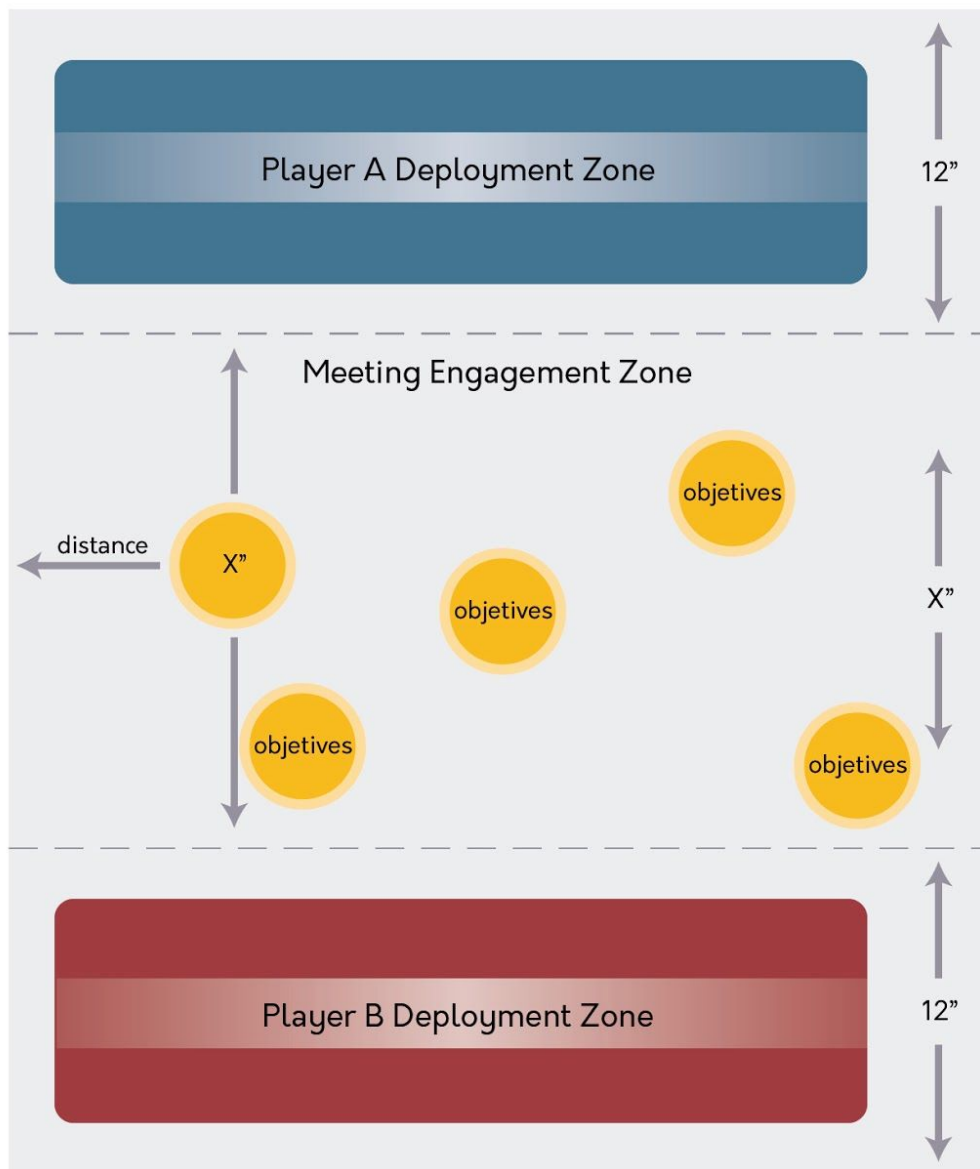 Player A Deployment Zone
12”
Meeting Engagement Zone
objetives
distance
X”
objetives
X”
objetives
objetives
Player B Deployment Zone
12”